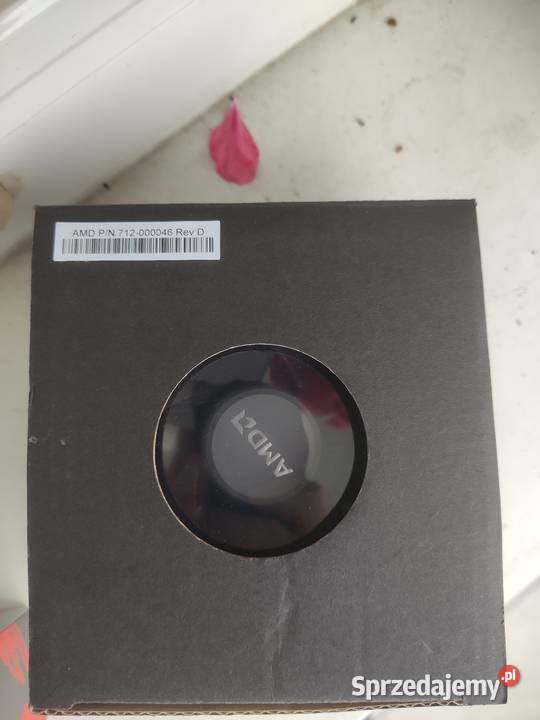 AMD P/N 712-000046 Rev D
AMD
Sprzedajemy.pl